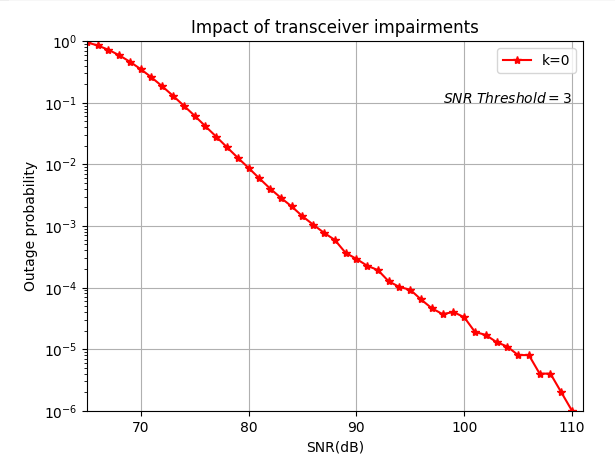 Impact of transceiver impairments
k=0
SNR Threshold = 3
Outage probability
10^0
10^−1
10^−2
10^−3
10^−4
10^−5
10^−6
70 80 90 100 110
SNR(dB)